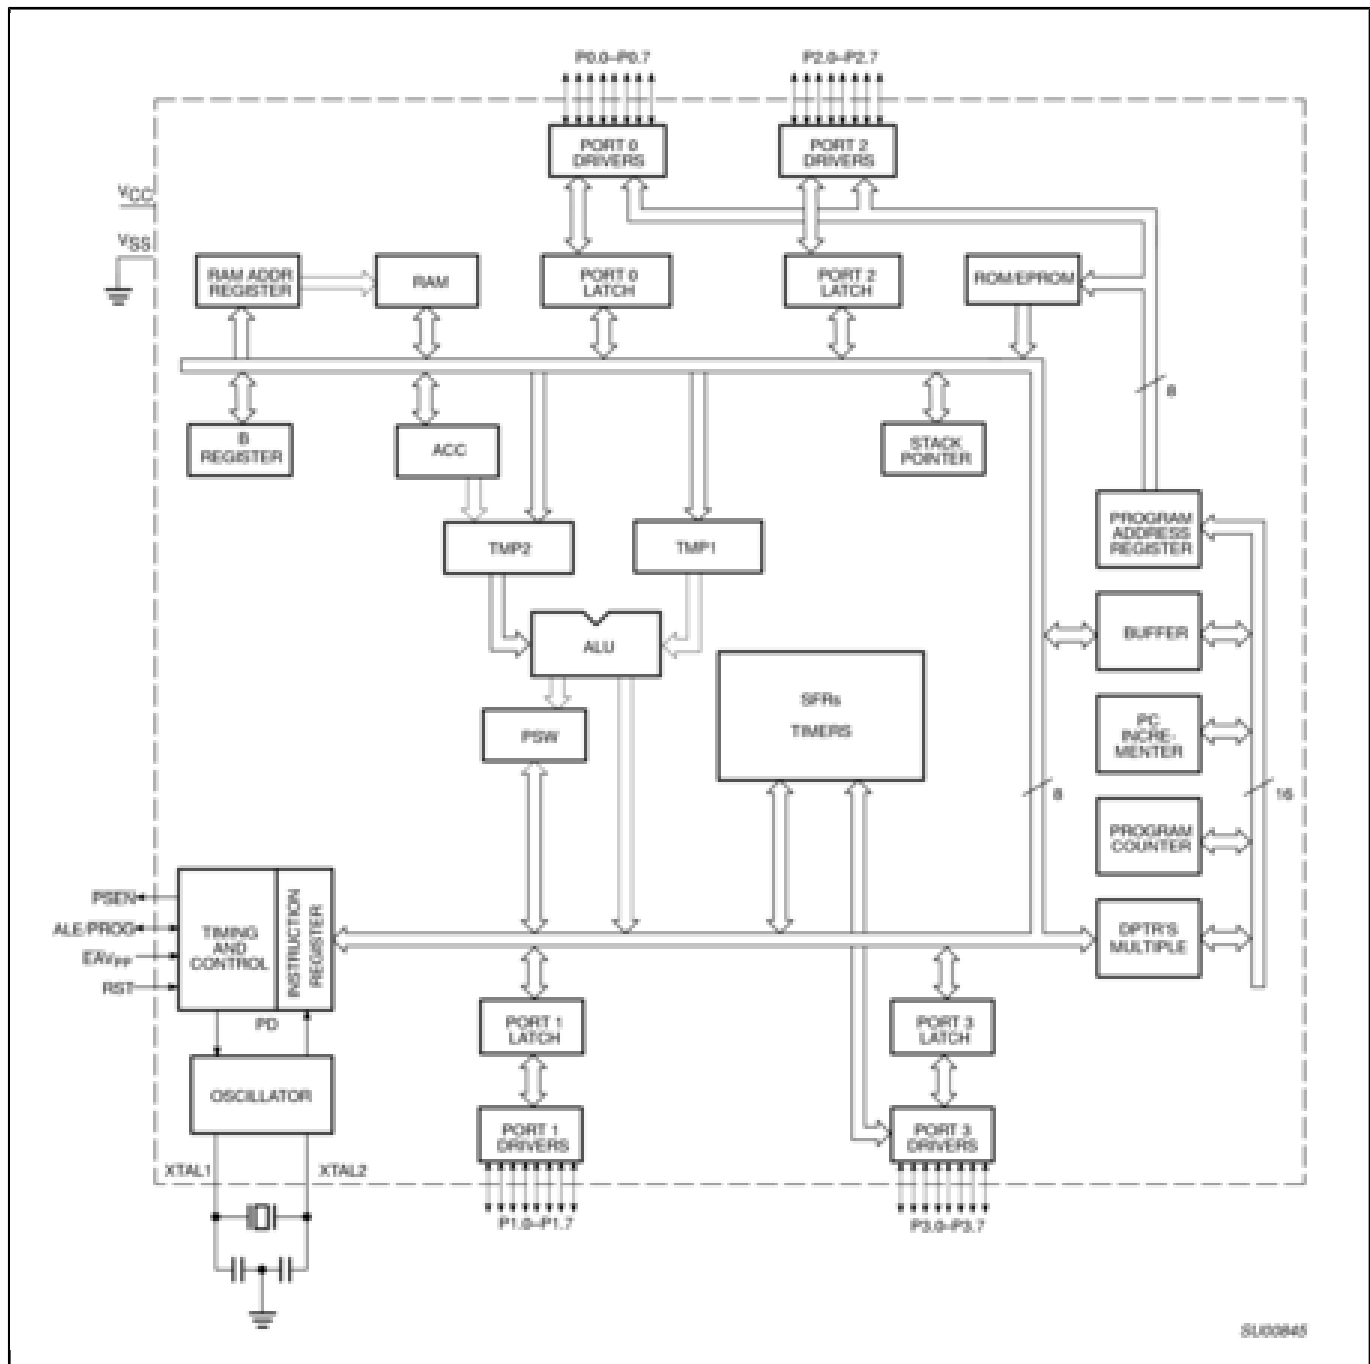 P0.0–P0.7
P2.0–P2.7
PORT 0
DRIVERS
PORT 2
DRIVERS
VCC
VSS
RAM ADDR
REGISTER
RAM
PORT 0
LATCH
PORT 2
LATCH
ROM/EPROM
8
B
REGISTER
ACC
STACK
POINTER
PROGRAM
ADDRESS
REGISTER
TMP2
TMP1
ALU
BUFFER
SFRs
TIMERS
PSW
PC
INCRE-
MENTER
8
16
PROGRAM
COUNTER
PSEN
ALE/PROG
EAVPP
RST
TIMING
AND
CONTROL
INSTRUCTION
REGISTER
DPTR'S
MULTIPLE
PD
OSCILLATOR
PORT 1
LATCH
PORT 3
LATCH
PORT 1
DRIVERS
PORT 3
DRIVERS
XTAL1
XTAL2
P1.0–P1.7
P3.0–P3.7
SU00845